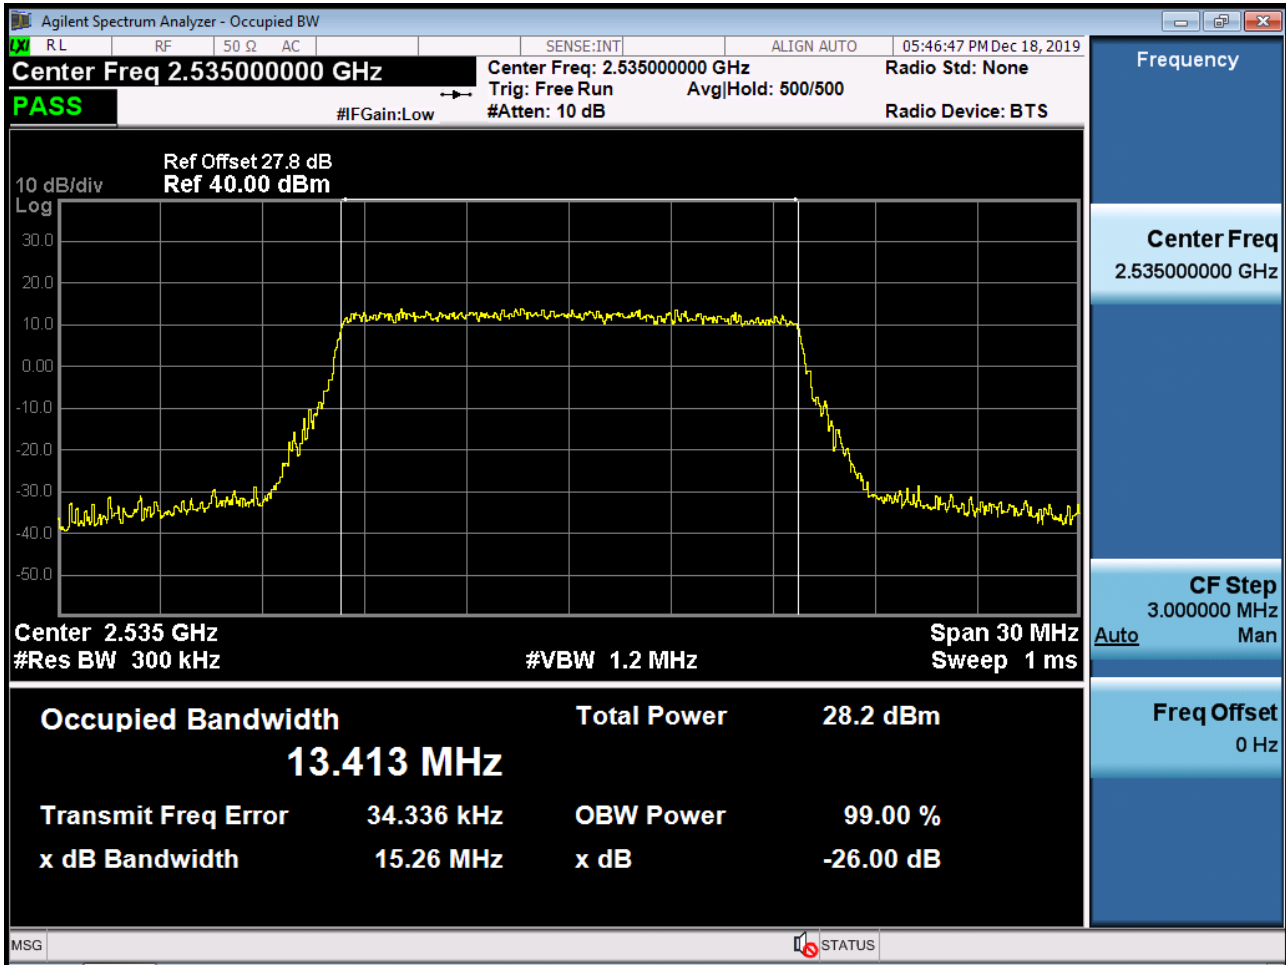 Agilent Spectrum Analyzer - Occupied BW
LXI RL RF 50 Ω AC SENSE:INT ALIGN AUTO 05:46:47 PM Dec 18, 2019
Center Freq 2.535000000 GHz
Center Freq: 2.535000000 GHz
Radio Std: None
Trig: Free Run Avg|Hold: 500/500
PASS
#IFGain:Low
#Atten: 10 dB
Radio Device: BTS
Ref Offset 27.8 dB
10 dB/div Ref 40.00 dBm
Log
30.0
20.0
10.0
0.00
-10.0
-20.0
-30.0
-40.0
-50.0
Center 2.535 GHz Span 30 MHz
#Res BW 300 kHz #VBW 1.2 MHz Sweep 1 ms
Occupied Bandwidth Total Power 28.2 dBm
13.413 MHz
Transmit Freq Error 34.336 kHz OBW Power 99.00 %
x dB Bandwidth 15.26 MHz x dB -26.00 dB
MSG STATUS
Frequency
Center Freq
2.535000000 GHz
CF Step
3.000000 MHz
Auto Man
Freq Offset
0 Hz